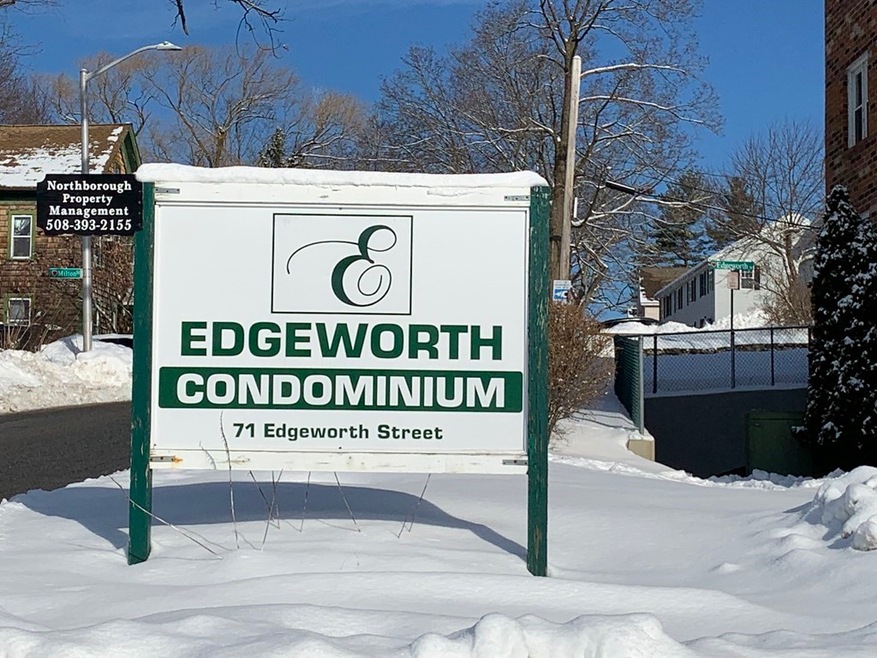 Northborough
Property
Management
508-393-2155
E
EDGEWORTH
CONDOMINIUM
71 Edgeworth Street
Milton
Edgeworth